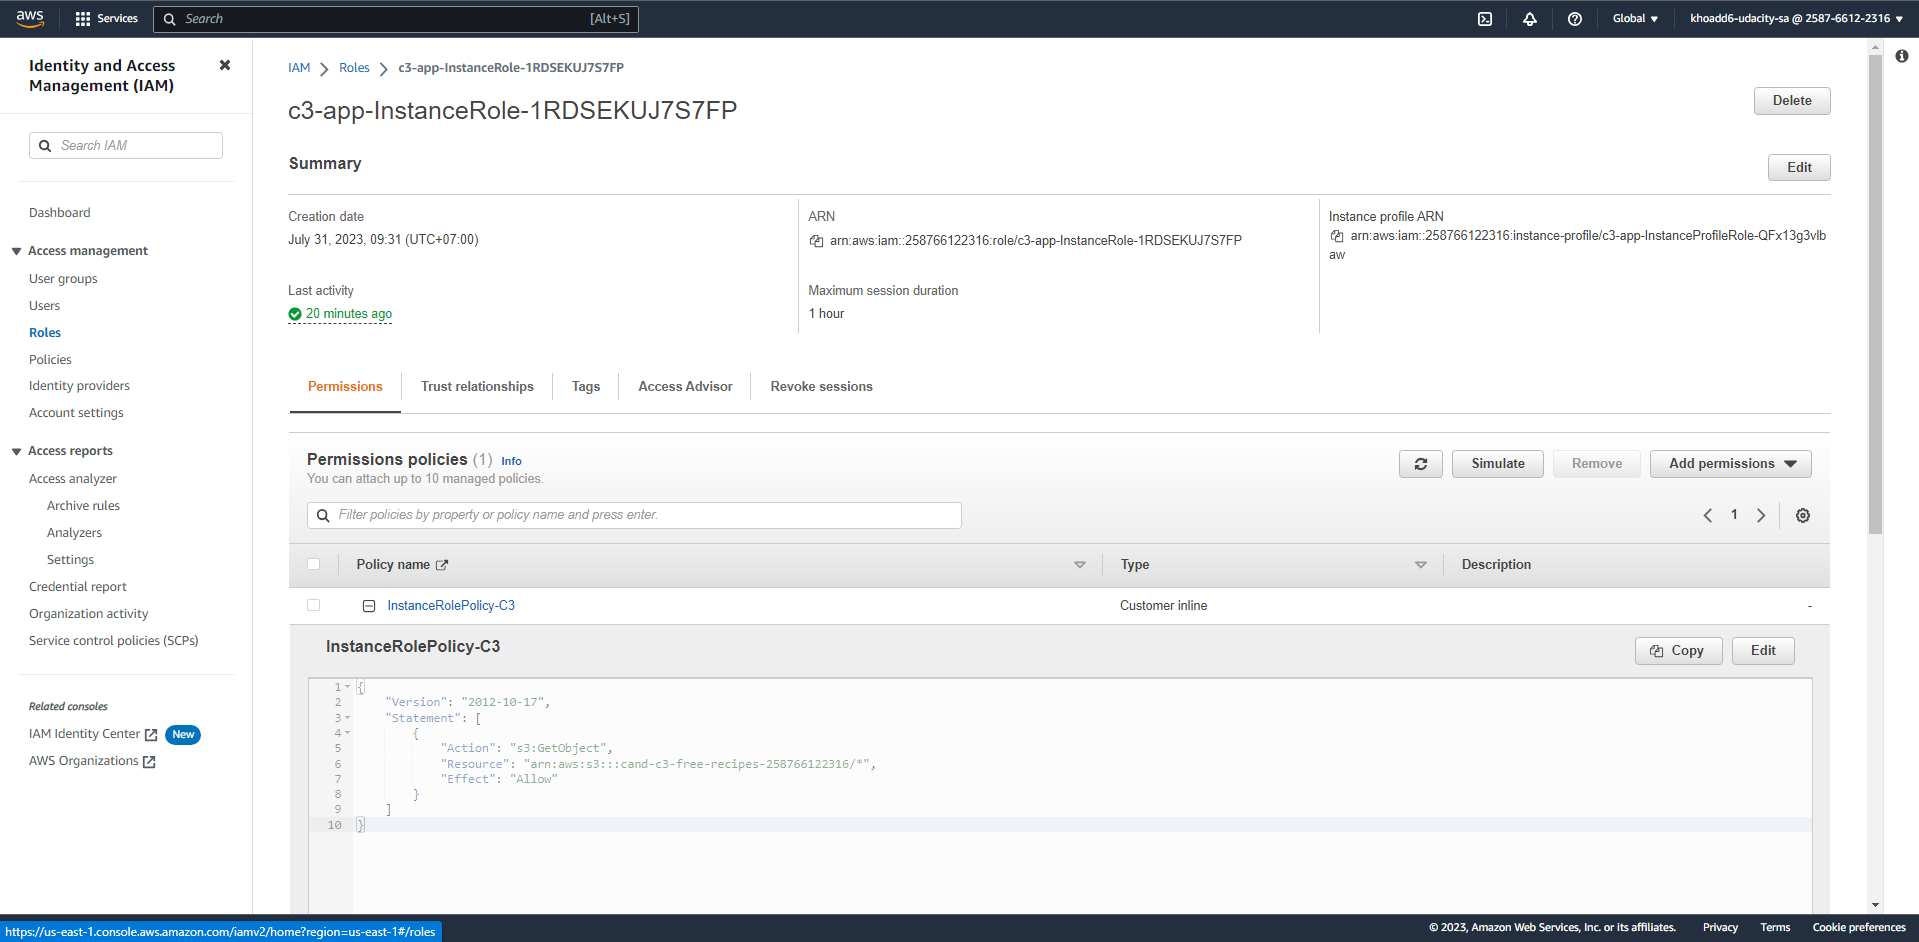 aws
Services
Search
[Alt+S]
Global
khoadd6-udacity-sa @ 2587-6612-2316
Identity and Access
Management (IAM)
Search IAM
Dashboard
Access management
User groups
Users
Roles
Policies
Identity providers
Account settings
Access reports
Access analyzer
Archive rules
Analyzers
Settings
Credential report
Organization activity
Service control policies (SCPs)
Related consoles
IAM Identity Center New
AWS Organizations
IAM Roles c3-app-InstanceRole-1RDSEKUJ7S7FP
c3-app-InstanceRole-1RDSEKUJ7S7FP
Delete
Summary
Edit
Creation date
July 31, 2023, 09:31 (UTC+07:00)
Last activity
20 minutes ago
ARN
arn:aws:iam::258766122316:role/c3-app-InstanceRole-1RDSEKUJ7S7FP
Maximum session duration
1 hour
Instance profile ARN
arn:aws:iam::258766122316:instance-profile/c3-app-InstanceProfileRole-QFx13g3vlb
aw
Permissions
Trust relationships
Tags
Access Advisor
Revoke sessions
Permissions policies (1) Info
You can attach up to 10 managed policies.
Simulate
Remove
Add permissions
Filter policies by property or policy name and press enter.
1
Policy name
Type
Description
InstanceRolePolicy-C3
Customer inline
-
InstanceRolePolicy-C3
Copy
Edit
1 {
2 "Version": "2012-10-17",
3 "Statement": [
4 {
5 "Action": "s3:GetObject",
6 "Resource": "arn:aws:s3:::cand-c3-free-recipes-258766122316/*",
7 "Effect": "Allow"
8 }
9 ]
10 }
https://us-east-1.console.aws.amazon.com/iamv2/home?region=us-east-1#/roles
© 2023, Amazon Web Services, Inc. or its affiliates.
Privacy
Terms
Cookie preferences